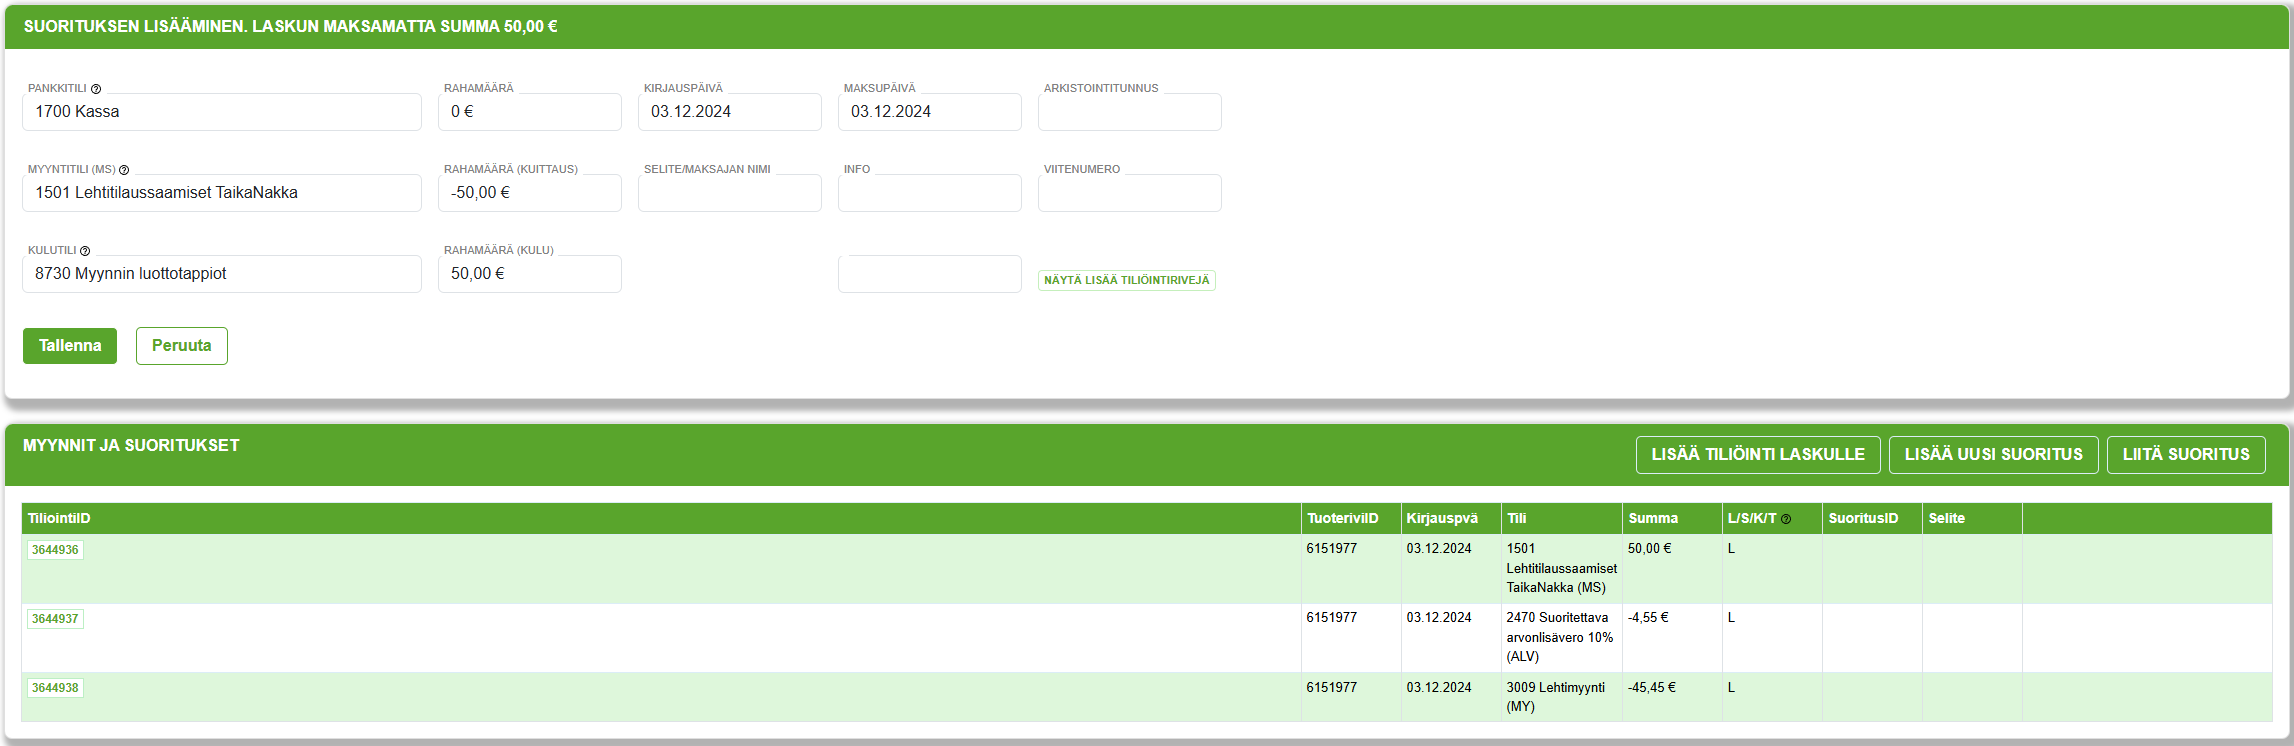 SUORITUKSEN LISÄÄMINEN. LASKUN MAKSAMATTA SUMMA 50,00 €
PANKKITILI RAHAMÄÄRÄ KIRJAUSPÄIVÄ MAKSUPÄIVÄ ARKISTOINTITUNNUS
1700 Kassa 0 € 03.12.2024 03.12.2024
MYYNTITILI (MS) RAHAMÄÄRÄ (KUITTAUS) SELITE/MAKSAJAN NIMI INFO VIITENUMERO
1501 Lehtitilaussaamiset TaikaNakka -50,00 €
KULUTILI RAHAMÄÄRÄ (KULU)
8730 Myynnin luottotappiot 50,00 € NÄYTÄ LISÄÄ TILIÖINTIRIVEJÄ
Tallenna Peruuta
MYYNNIT JA SUORITUKSET LISÄÄ TILIÖINTI LASKULLE LISÄÄ UUSI SUORITUS LIITÄ SUORITUS
TiliointiID TuoteriviID Kirjauspvä Tili Summa L/S/K/T SuoritusID Selite
3644936 6151977 03.12.2024 1501 50,00 € L
Lehtitilaussaamiset
TaikaNakka (MS)
3644937 6151977 03.12.2024 2470 Suoritettava -4,55 € L
arvonlisävero 10%
(ALV)
3644938 6151977 03.12.2024 3009 Lehtimyynti -45,45 € L
(MY)